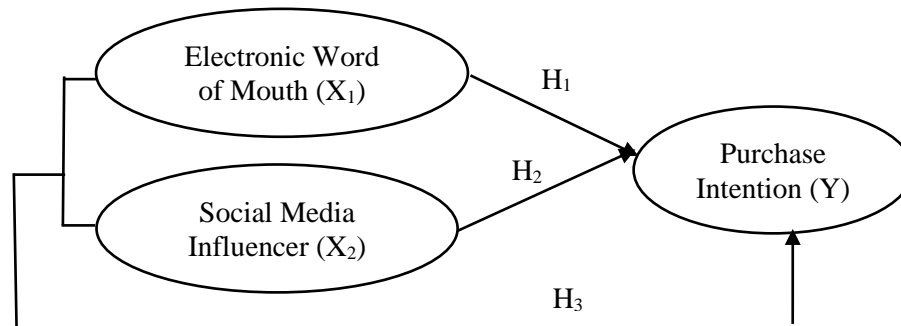 Electronic Word
of Mouth (X₁)
H₁
Purchase
Intention (Y)
H₂
Social Media
Influencer (X₂)
H₃